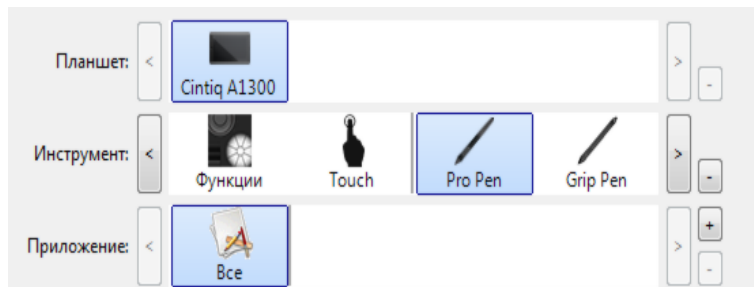 Планшет: < Cintiq A1300 > -
Инструмент: < Функции Touch Pro Pen Grip Pen > -
Приложение: < Все > + -